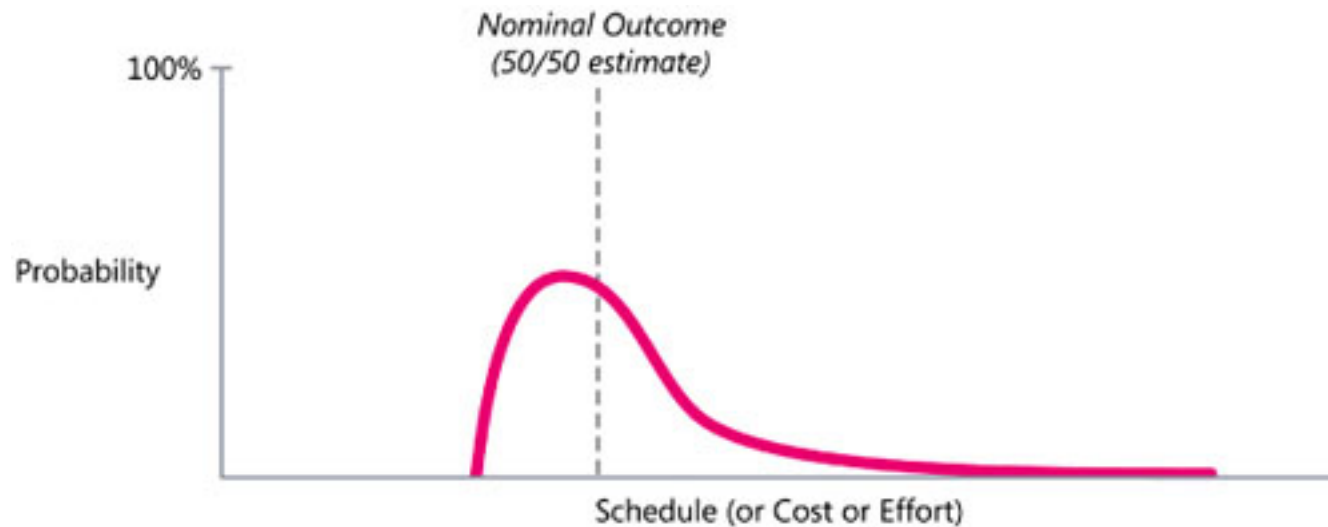 Nominal Outcome
(50/50 estimate)
100%
Probability
Schedule (or Cost or Effort)